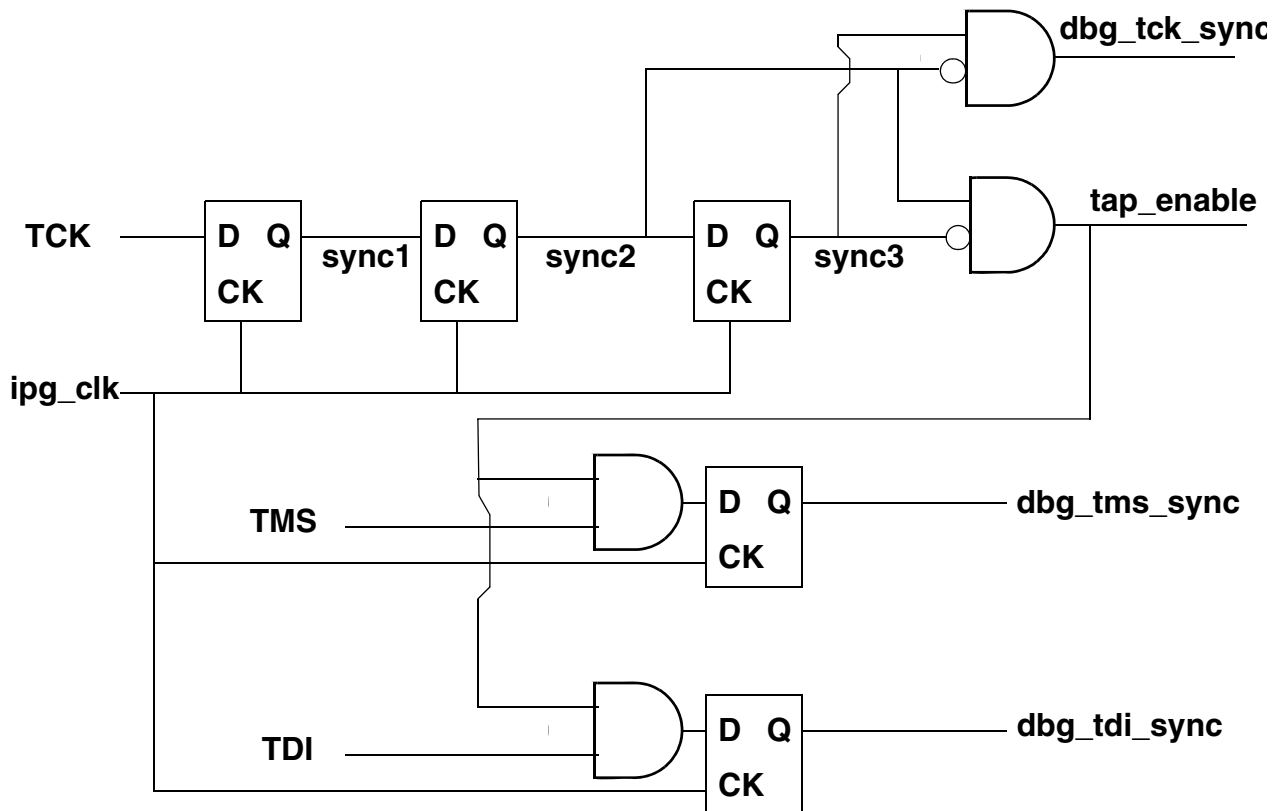 dbg_tck_sync
tap_enable
TCK
D Q
CK
sync1
D Q
CK
sync2
D Q
CK
sync3
ipg_clk
TMS
D Q
CK
dbg_tms_sync
TDI
D Q
CK
dbg_tdi_sync